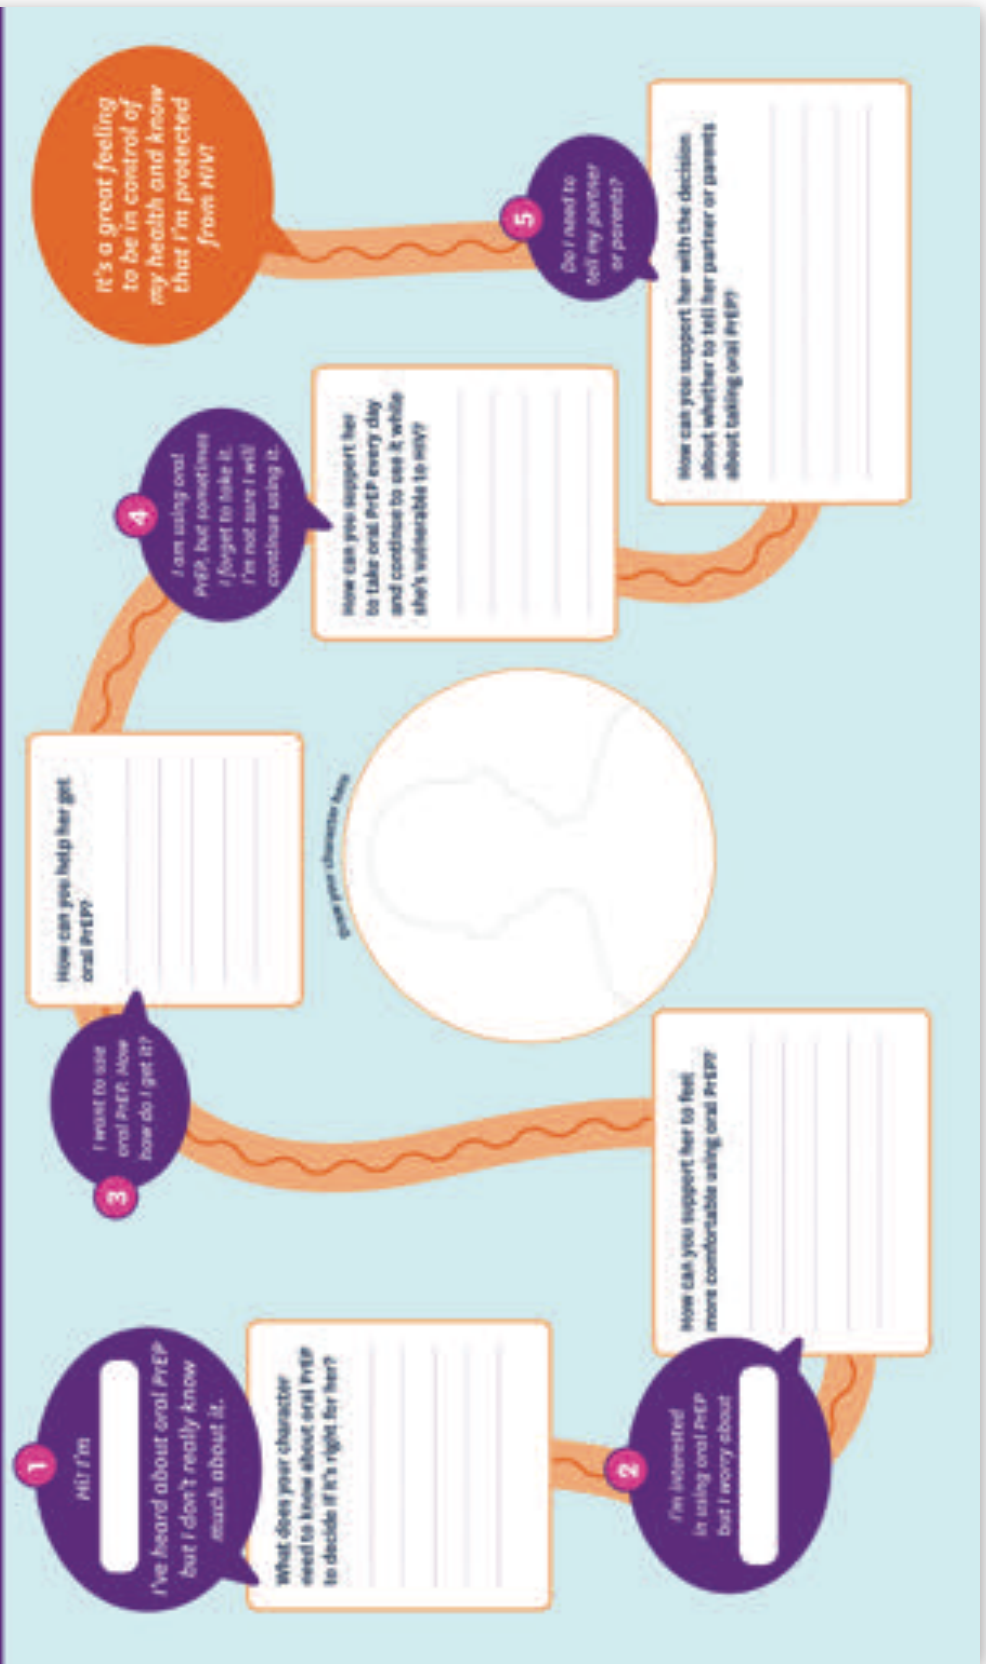 1
Hi! I'm
I've heard about oral PrEP
but I don't really know
much about it.
What does your character
need to know about oral PrEP
to decide if it's right for her?
2
I'm interested
in using oral PrEP
but I worry about
How can you support her to feel
more comfortable using oral PrEP?
3
I want to use
oral PrEP. How
how do I get it?
How can you help her get
oral PrEP?
Draw your character here
4
I am using oral
PrEP, but sometimes
I forget to take it.
I'm not sure I will
continue using it.
How can you support her
to take oral PrEP every day
and continue to use it while
she's vulnerable to HIV?
5
Do I need to
tell my partner
or parents?
How can you support her with the decision
about whether to tell her partner or parents
about taking oral PrEP?
It's a great feeling
to be in control of
my health and know
that I'm protected
from HIV!